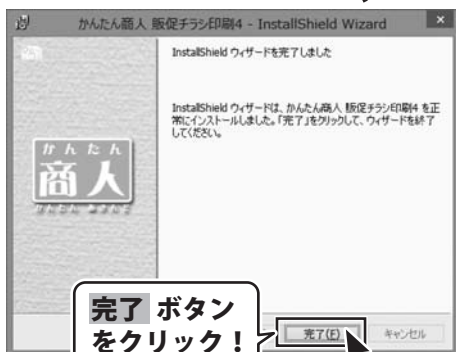 かんたん商人 販促チラシ印刷4 - InstallShield Wizard
InstallShield ウィザードを完了しました
InstallShield ウィザードは、かんたん商人 販促チラシ印刷4 を正
常にインストールしました。「完了」をクリックして、ウィザードを終了
してください。
かんたん
商人
完了 ボタン
をクリック！
完了(F)
キャンセル